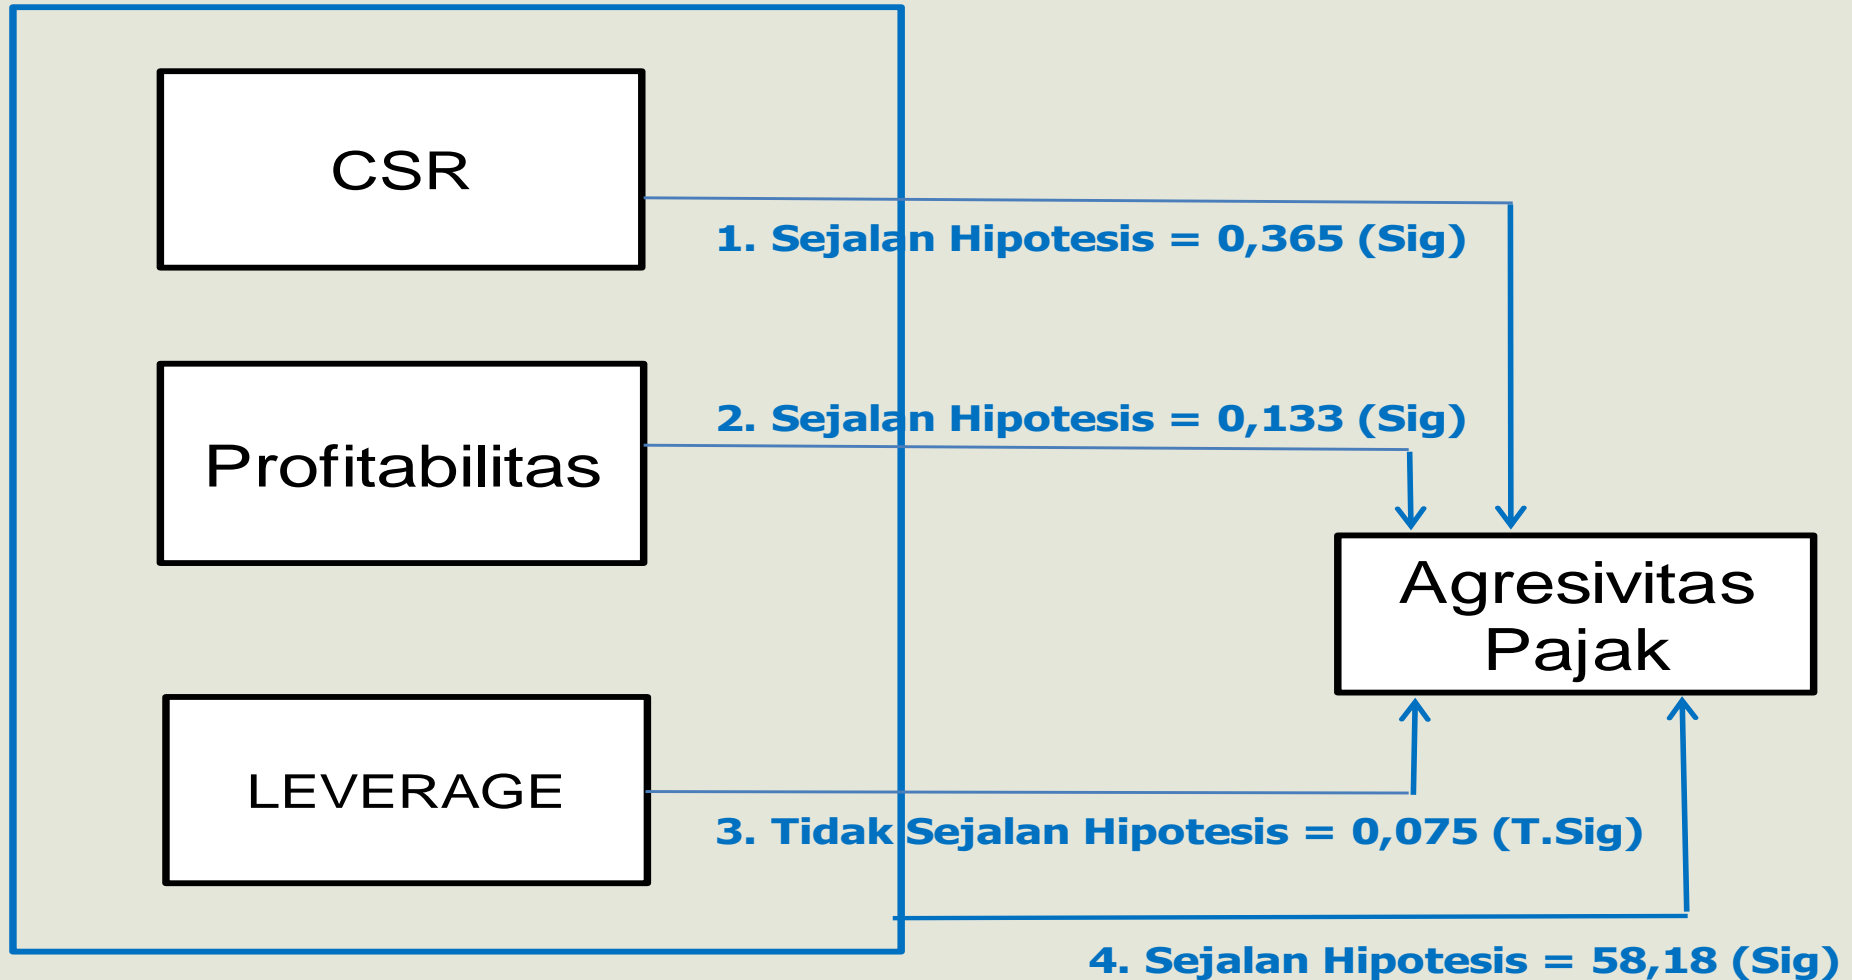 CSR
1. Sejalan Hipotesis = 0,365 (Sig)
2. Sejalan Hipotesis = 0,133 (Sig)
Profitabilitas
Agresivitas
Pajak
LEVERAGE
3. Tidak Sejalan Hipotesis = 0,075 (T.Sig)
4. Sejalan Hipotesis = 58,18 (Sig)